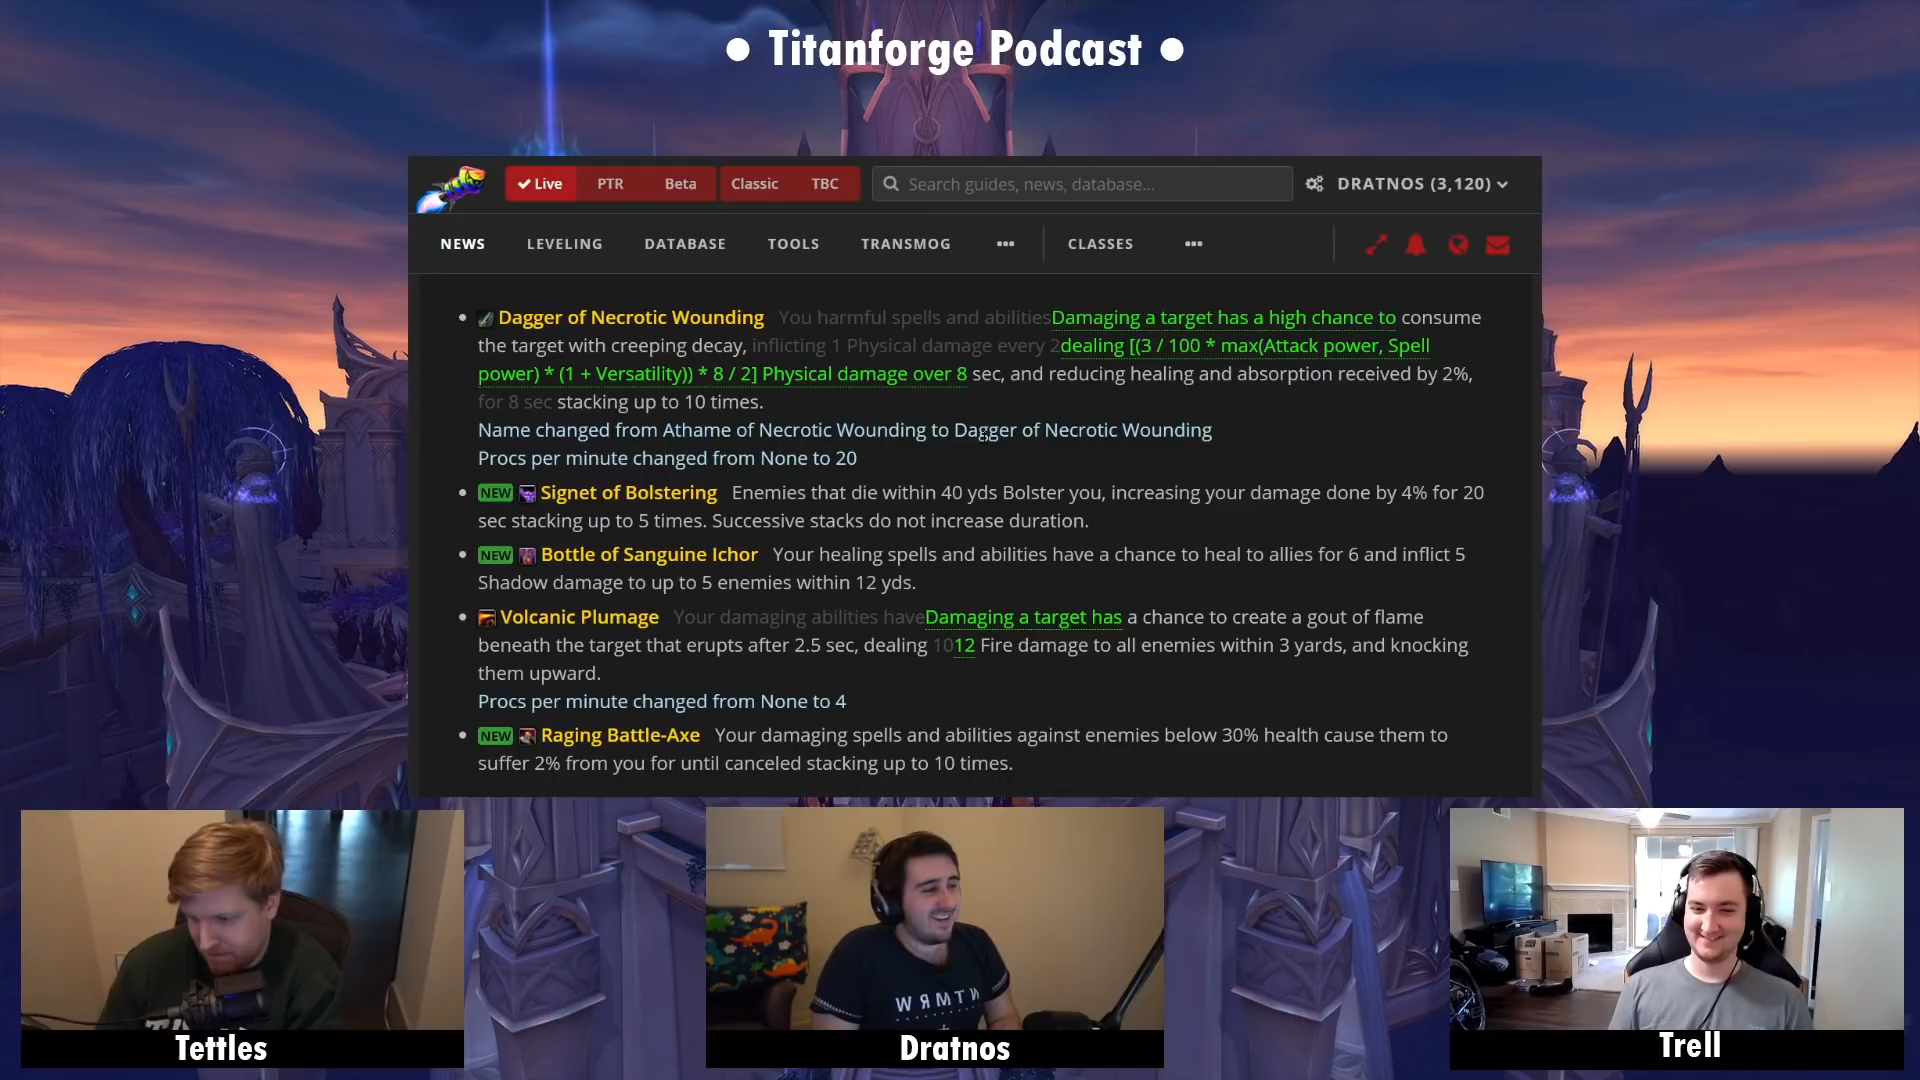 • Titanforge Podcast •
Live PTR Beta Classic TBC Search guides, news, database... DRATNOS (3,120)
NEWS LEVELING DATABASE TOOLS TRANSMOG ••• CLASSES •••
• Dagger of Necrotic Wounding You harmful spells and abilitiesDamaging a target has a high chance to consume
the target with creeping decay, inflicting 1 Physical damage every 2dealing [(3 / 100 * max(Attack power, Spell
power) * (1 + Versatility)) * 8 / 2] Physical damage over 8 sec, and reducing healing and absorption received by 2%,
for 8 sec stacking up to 10 times.
Name changed from Athame of Necrotic Wounding to Dagger of Necrotic Wounding
Procs per minute changed from None to 20
• NEW Signet of Bolstering Enemies that die within 40 yds Bolster you, increasing your damage done by 4% for 20
sec stacking up to 5 times. Successive stacks do not increase duration.
• NEW Bottle of Sanguine Ichor Your healing spells and abilities have a chance to heal to allies for 6 and inflict 5
Shadow damage to up to 5 enemies within 12 yds.
• Volcanic Plumage Your damaging abilities haveDamaging a target has a chance to create a gout of flame
beneath the target that erupts after 2.5 sec, dealing 1012 Fire damage to all enemies within 3 yards, and knocking
them upward.
Procs per minute changed from None to 4
• NEW Raging Battle-Axe Your damaging spells and abilities against enemies below 30% health cause them to
suffer 2% from you for until canceled stacking up to 10 times.
Tettles
Dratnos
Trell